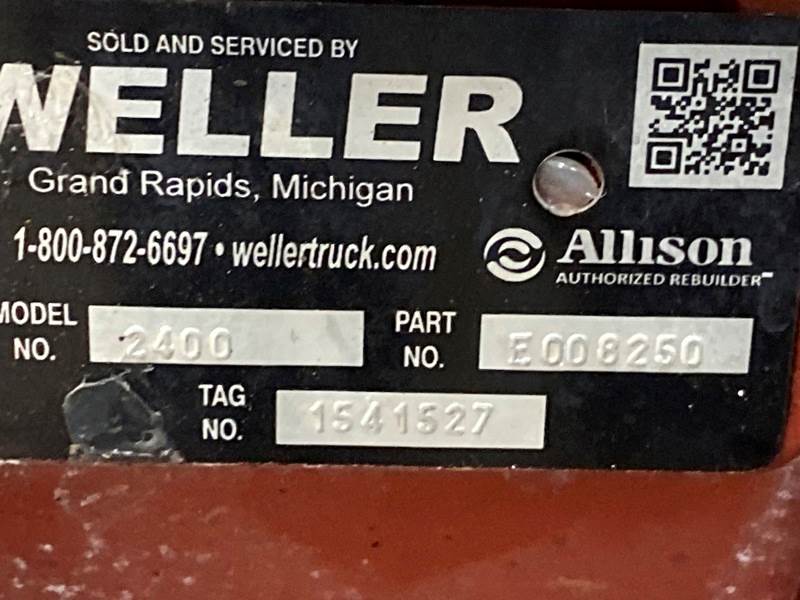 SOLD AND SERVICED BY
WELLER
Grand Rapids, Michigan
1-800-872-6697 • wellertruck.com
Allison
AUTHORIZED REBUILDER℠
MODEL NO. 2400
PART NO. E008250
TAG NO. 1541527